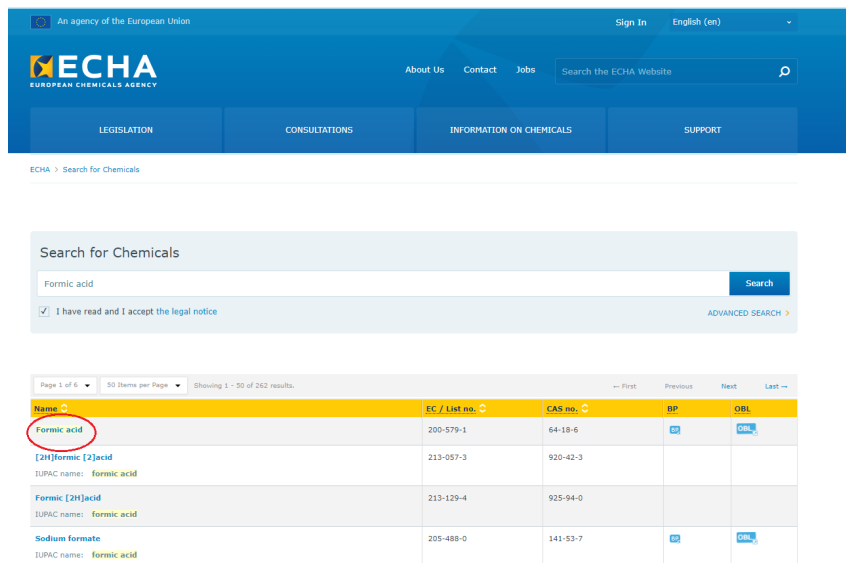 An agency of the European Union
Sign In English (en)
ECHA
EUROPEAN CHEMICALS AGENCY
About Us Contact Jobs Search the ECHA Website
LEGISLATION CONSULTATIONS INFORMATION ON CHEMICALS SUPPORT
ECHA > Search for Chemicals
Search for Chemicals
Formic acid Search
I have read and I accept the legal notice
ADVANCED SEARCH >
Page 1 of 6 50 Items per Page Showing 1 - 50 of 262 results. ← First Previous Next Last →
Name EC / List no. CAS no. BP OBL
Formic acid 200-579-1 64-18-6 BP OBL
[2H]formic [2]acid 213-057-3 920-42-3
IUPAC name: formic acid
Formic [2H]acid 213-129-4 925-94-0
IUPAC name: formic acid
Sodium formate 205-488-0 141-53-7 BP OBL
IUPAC name: formic acid